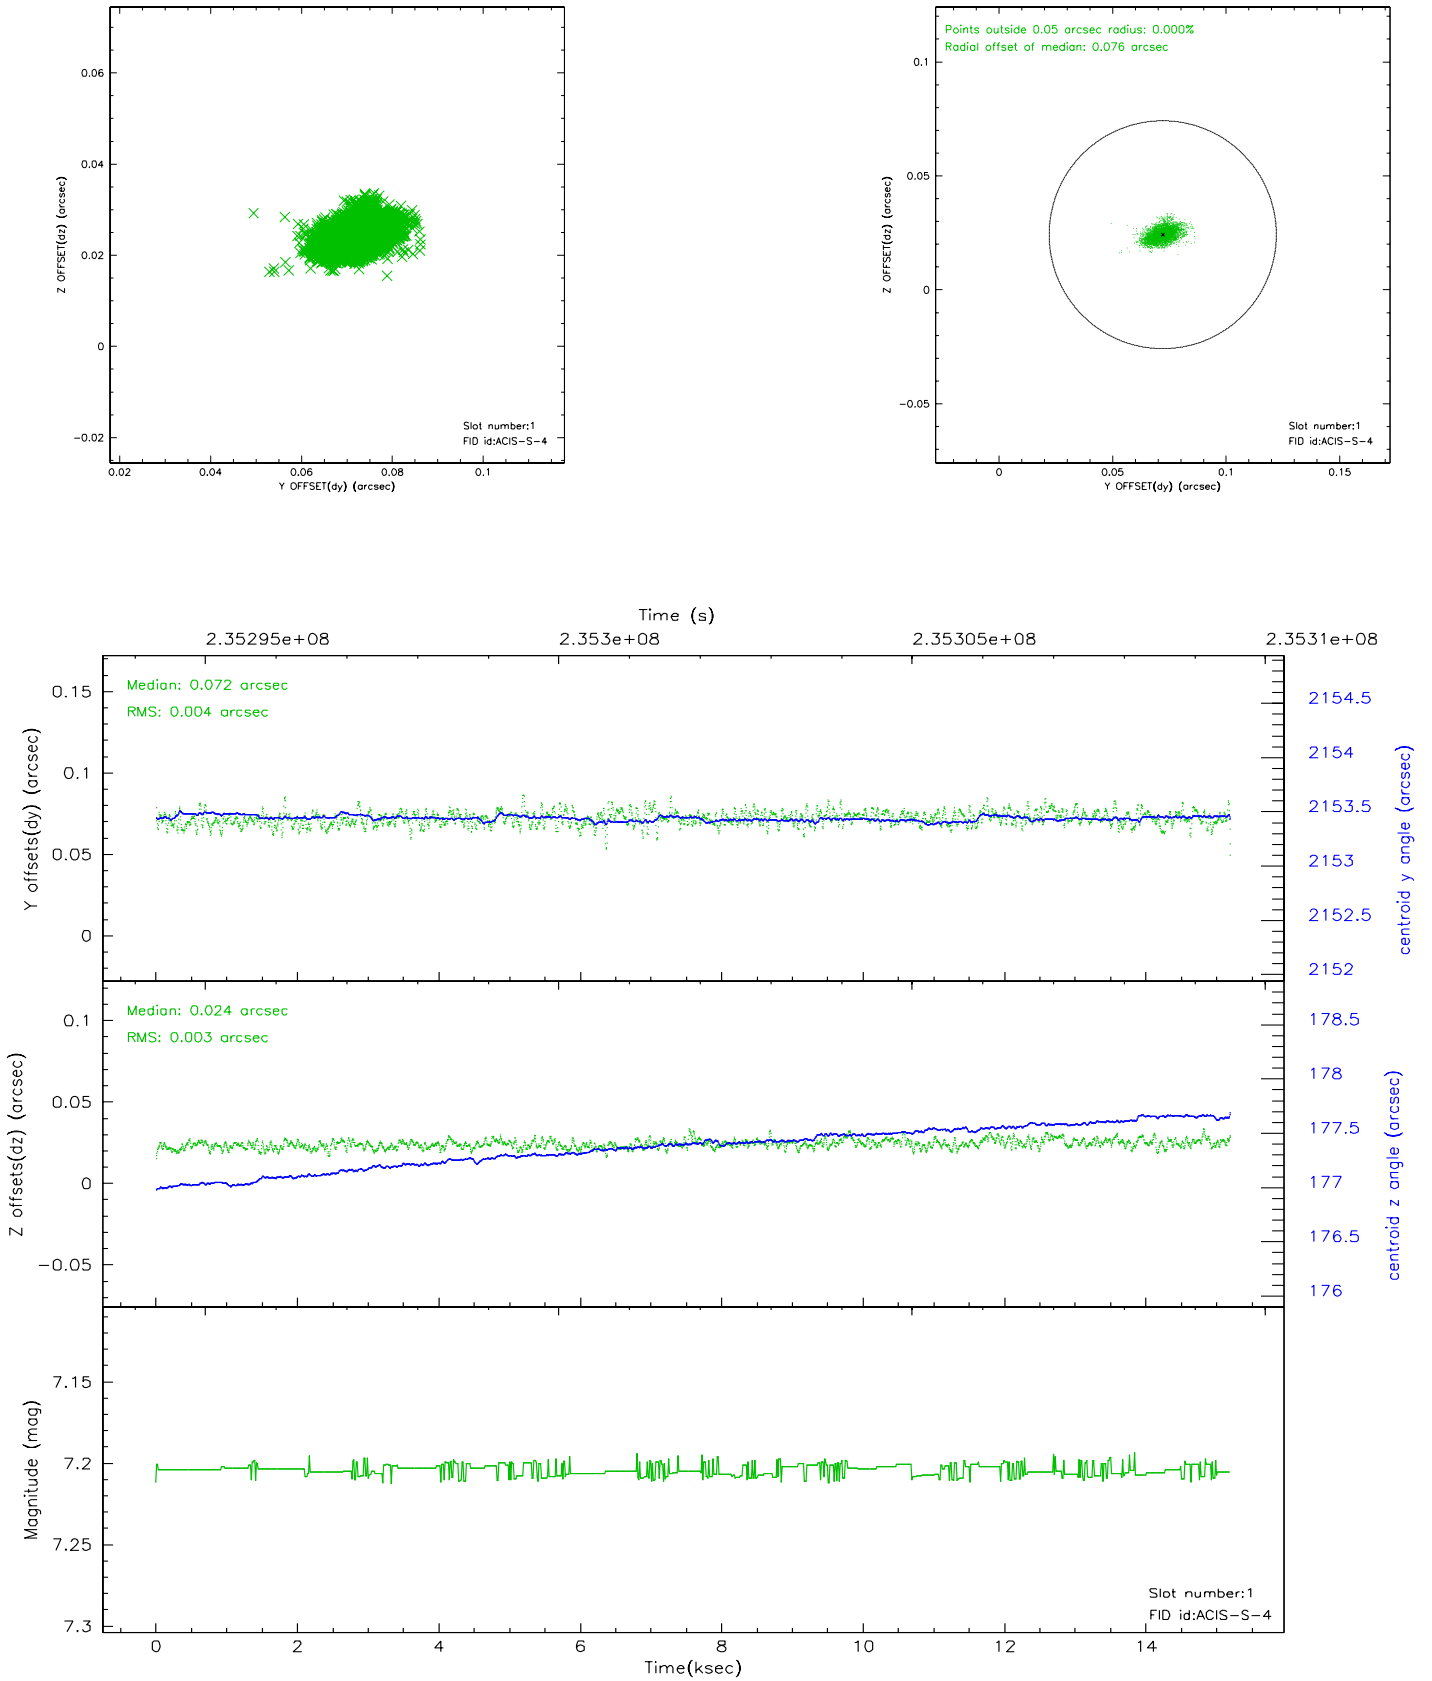 0.06
0.04
0.02
0
−0.02
Z OFFSET(dz) (arcsec)
Slot number:1
FID id:ACIS−S−4
0.02 0.04 0.06 0.08 0.1
Y OFFSET(dy) (arcsec)
Points outside 0.05 arcsec radius: 0.000%
Radial offset of median: 0.076 arcsec
0.1
0.05
0
−0.05
Z OFFSET(dz) (arcsec)
Slot number:1
FID id:ACIS−S−4
0 0.05 0.1 0.15
Y OFFSET(dy) (arcsec)
Time (s)
2.35295e+08 2.353e+08 2.35305e+08 2.3531e+08
Median: 0.072 arcsec
RMS: 0.004 arcsec
0.15
0.1
0.05
0
Y offsets(dy) (arcsec)
2154.5
2154
2153.5
2153
2152.5
2152
centroid y angle (arcsec)
Median: 0.024 arcsec
RMS: 0.003 arcsec
0.1
0.05
0
−0.05
Z offsets(dz) (arcsec)
178.5
178
177.5
177
176.5
176
centroid z angle (arcsec)
7.15
7.2
7.25
7.3
Magnitude (mag)
Slot number:1
FID id:ACIS−S−4
0 2 4 6 8 10 12 14
Time(ksec)